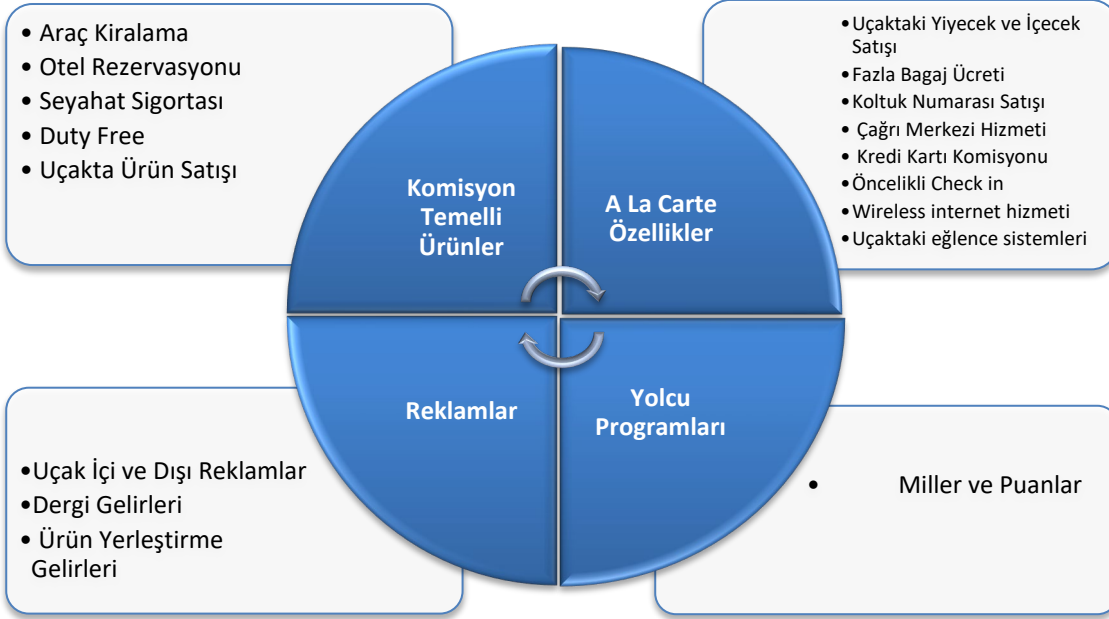 • Araç Kiralama
• Otel Rezervasyonu
• Seyahat Sigortası
• Duty Free
• Uçakta Ürün Satışı
Komisyon
Temelli
Ürünler
A La Carte
Özellikler
•Uçaktaki Yiyecek ve İçecek
Satışı
•Fazla Bagaj Ücreti
•Koltuk Numarası Satışı
• Çağrı Merkezi Hizmeti
• Kredi Kartı Komisyonu
•Öncelikli Check in
•Wireless internet hizmeti
•Uçaktaki eğlence sistemleri
Reklamlar
•Uçak İçi ve Dışı Reklamlar
•Dergi Gelirleri
• Ürün Yerleştirme
Gelirleri
Yolcu
Programları
• Miller ve Puanlar